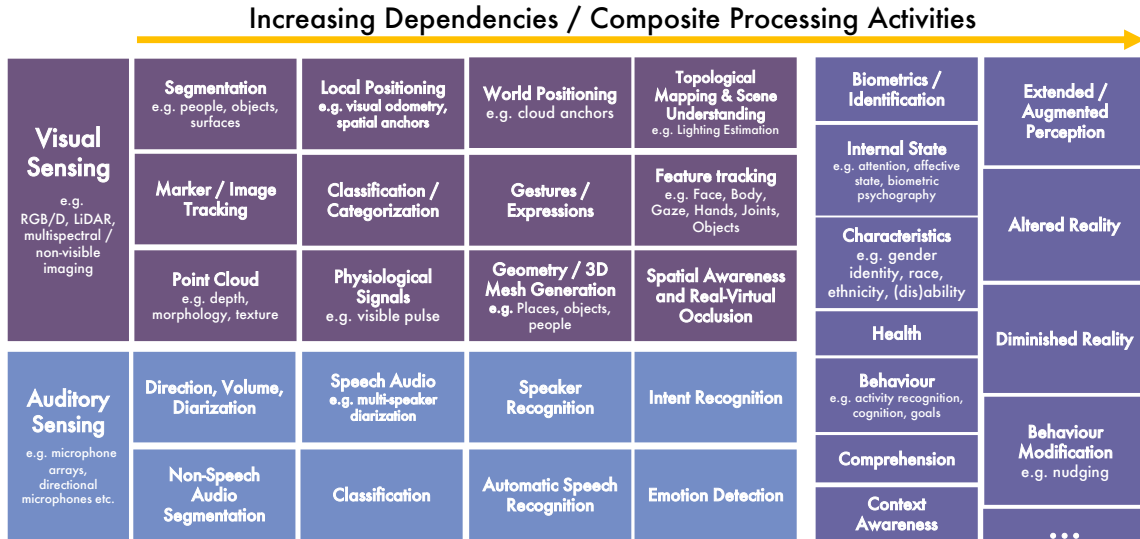 Increasing Dependencies / Composite Processing Activities
Visual
Sensing
e.g.
RGB/D, LiDAR,
multispectral /
non-visible
imaging
Segmentation
e.g. people, objects,
surfaces
Local Positioning
e.g. visual odometry,
spatial anchors
World Positioning
e.g. cloud anchors
Topological
Mapping & Scene
Understanding
e.g. Lighting Estimation
Marker / Image
Tracking
Classification /
Categorization
Gestures /
Expressions
Feature tracking
e.g. Face, Body,
Gaze, Hands, Joints,
Objects
Point Cloud
e.g. depth,
morphology, texture
Physiological
Signals
e.g. visible pulse
Geometry / 3D
Mesh Generation
e.g. Places, objects,
people
Spatial Awareness
and Real-Virtual
Occlusion
Auditory
Sensing
e.g. microphone
arrays,
directional
microphones etc.
Direction, Volume,
Diarization
Speech Audio
e.g. multi-speaker
diarization
Speaker
Recognition
Intent Recognition
Non-Speech
Audio
Segmentation
Classification
Automatic Speech
Recognition
Emotion Detection
Biometrics /
Identification
Internal State
e.g. attention, affective
state, biometric
psychography
Characteristics
e.g. gender
identity, race,
ethnicity, (dis)ability
Health
Behaviour
e.g. activity recognition,
cognition, goals
Comprehension
Context
Awareness
Extended /
Augmented
Perception
Altered Reality
Diminished Reality
Behaviour
Modification
e.g. nudging
...